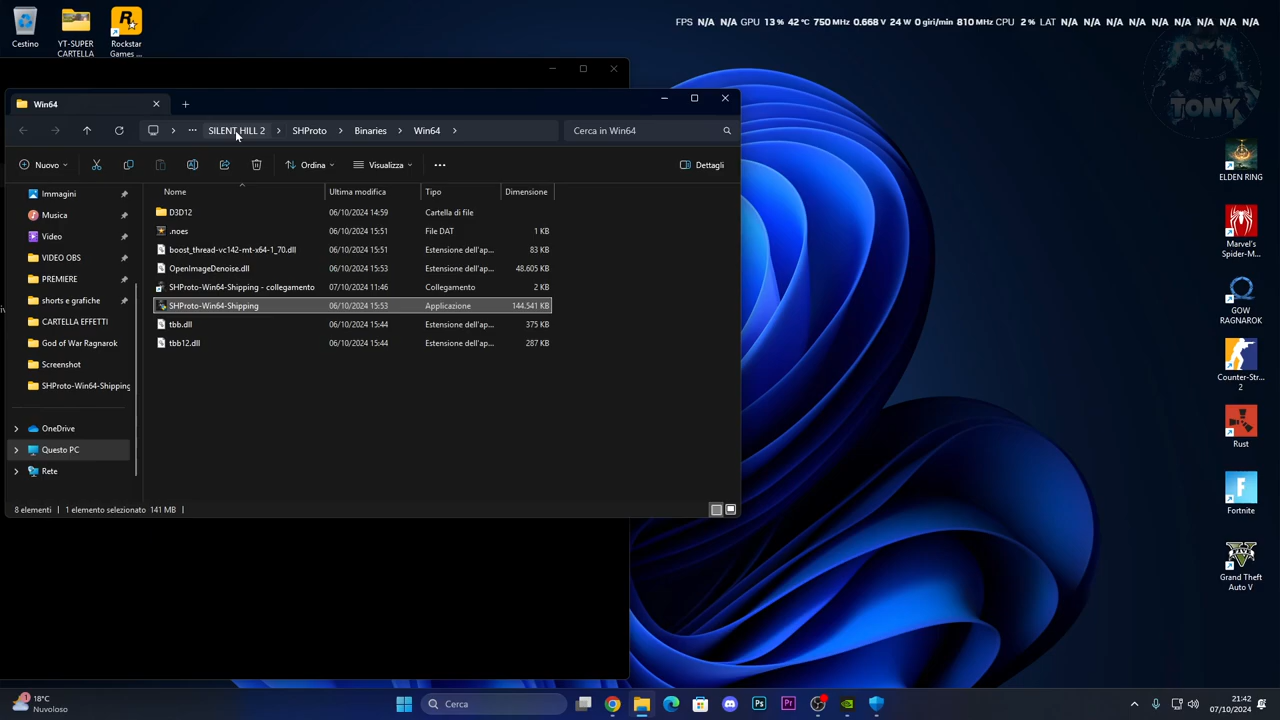 Cestino
YT-SUPER
CARTELLA
Rockstar
Games ...
FPS N/A N/A GPU 13 % 42 °C 750 MHz 0.668 V 24 W 0 giri/min 810 MHz CPU 2 % LAT N/A N/A N/A N/A N/A N/A N/A N/A N/A
TONY
Win64
SILENT HILL 2
SHProto
Binaries
Win64
Cerca in Win64
Nuovo
Ordina
Visualizza
Dettagli
Nome
Ultima modifica
Tipo
Dimensione
D3D12 06/10/2024 14:59 Cartella di file
.noes 06/10/2024 15:51 File DAT 1 KB
boost_thread-vc142-mt-x64-1_70.dll 06/10/2024 15:51 Estensione dell'ap... 83 KB
OpenImageDenoise.dll 06/10/2024 15:53 Estensione dell'ap... 48.605 KB
SHProto-Win64-Shipping - collegamento 07/10/2024 11:46 Collegamento 2 KB
SHProto-Win64-Shipping 06/10/2024 15:53 Applicazione 144.541 KB
tbb.dll 06/10/2024 15:44 Estensione dell'ap... 375 KB
tbb12.dll 06/10/2024 15:44 Estensione dell'ap... 287 KB
Immagini
Musica
Video
VIDEO OBS
PREMIERE
shorts e grafiche
CARTELLA EFFETTI
God of War Ragnarok
Screenshot
SHProto-Win64-Shipping
OneDrive
Questo PC
Rete
8 elementi
1 elemento selezionato 141 MB
ELDEN RING
Marvel's
Spider-M...
GOW
RAGNAROK
Counter-Str...
2
Rust
Fortnite
Grand Theft
Auto V
1
18°C
Nuvoloso
Cerca
Ps
Pr
21:42
07/10/2024